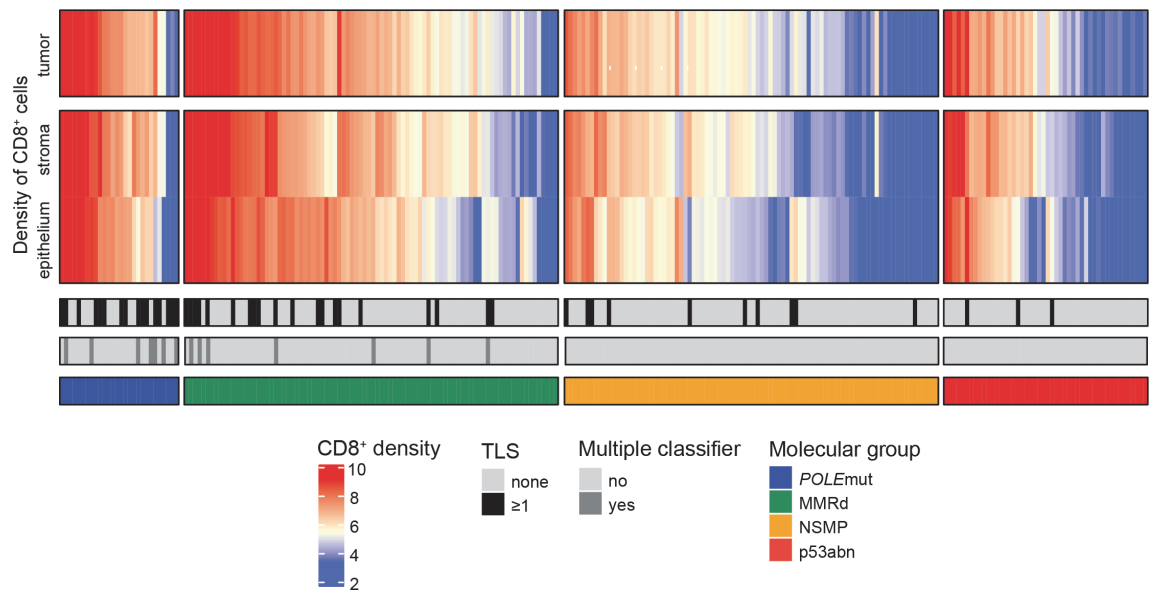 Density of CD8⁺ cells
tumor
stroma
epithelium
CD8⁺ density
10
8
6
4
2
TLS
none
≥1
Multiple classifier
no
yes
Molecular group
POLEmut
MMRd
NSMP
p53abn